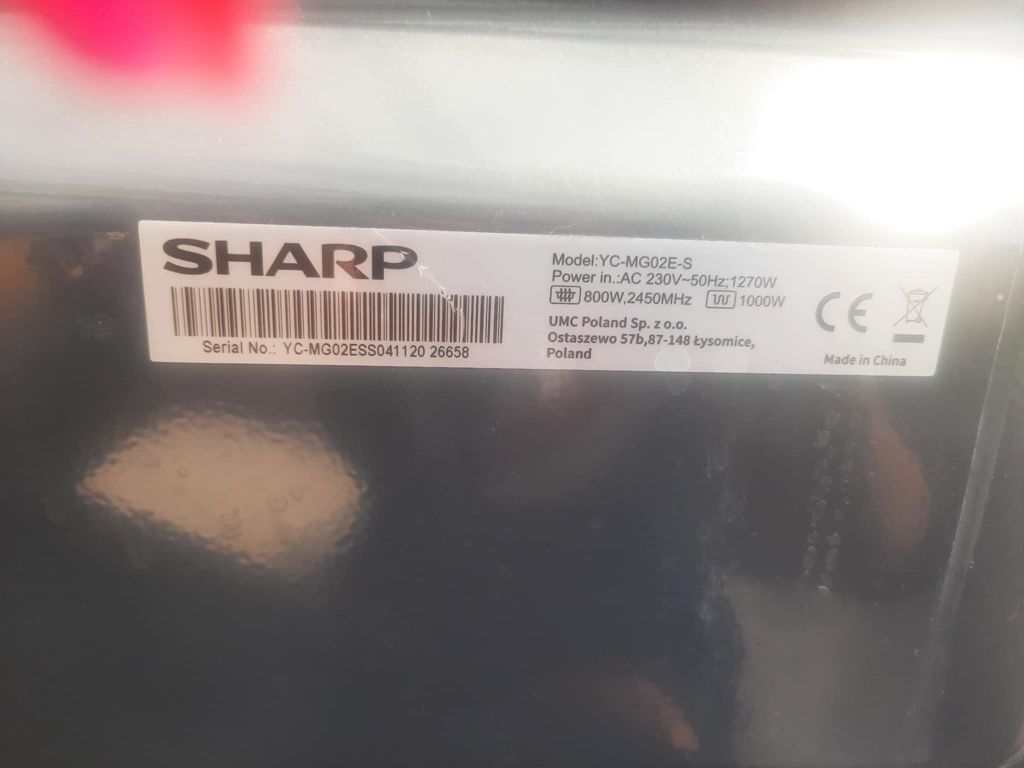 SHARP
Serial No.: YC-MG02ESS041120 26658
Model:YC-MG02E-S
Power in.:AC 230V~50Hz;1270W
800W,2450MHz 1000W
UMC Poland Sp. z o.o.
Ostaszewo 57b,87-148 Łysomice,
Poland
CE
Made in China